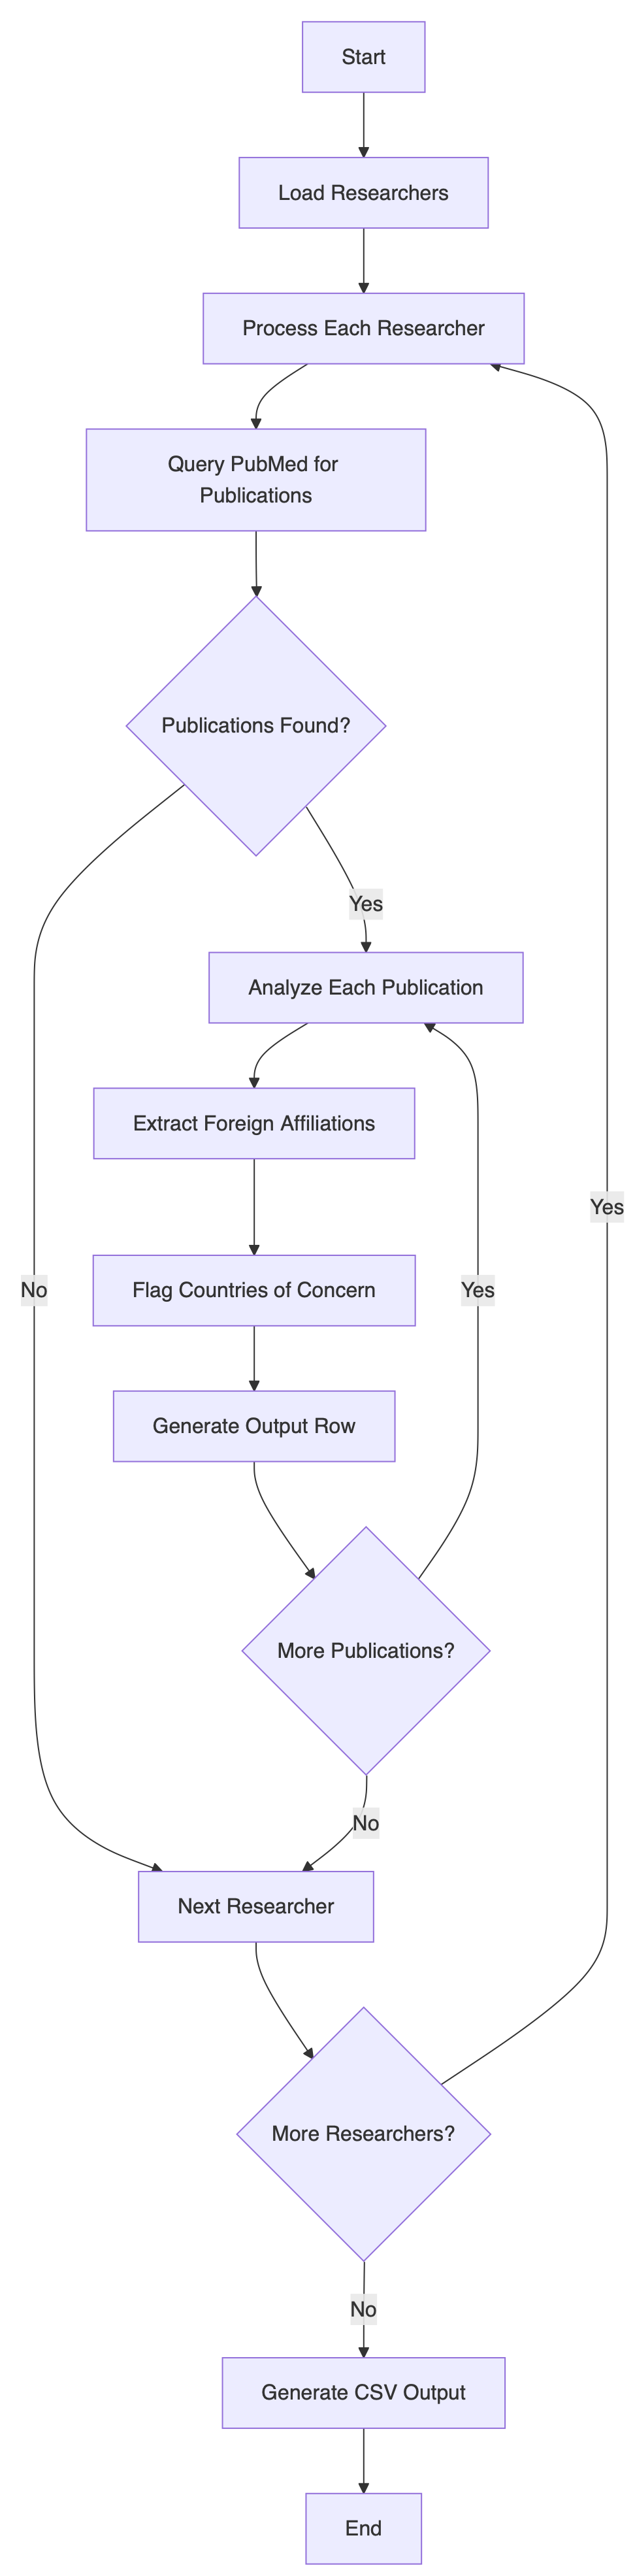 Start
Load Researchers
Process Each Researcher
Query PubMed for
Publications
Publications Found?
Yes
Analyze Each Publication
Extract Foreign Affiliations
Yes
No
Flag Countries of Concern
Yes
Generate Output Row
More Publications?
No
Next Researcher
More Researchers?
No
Generate CSV Output
End